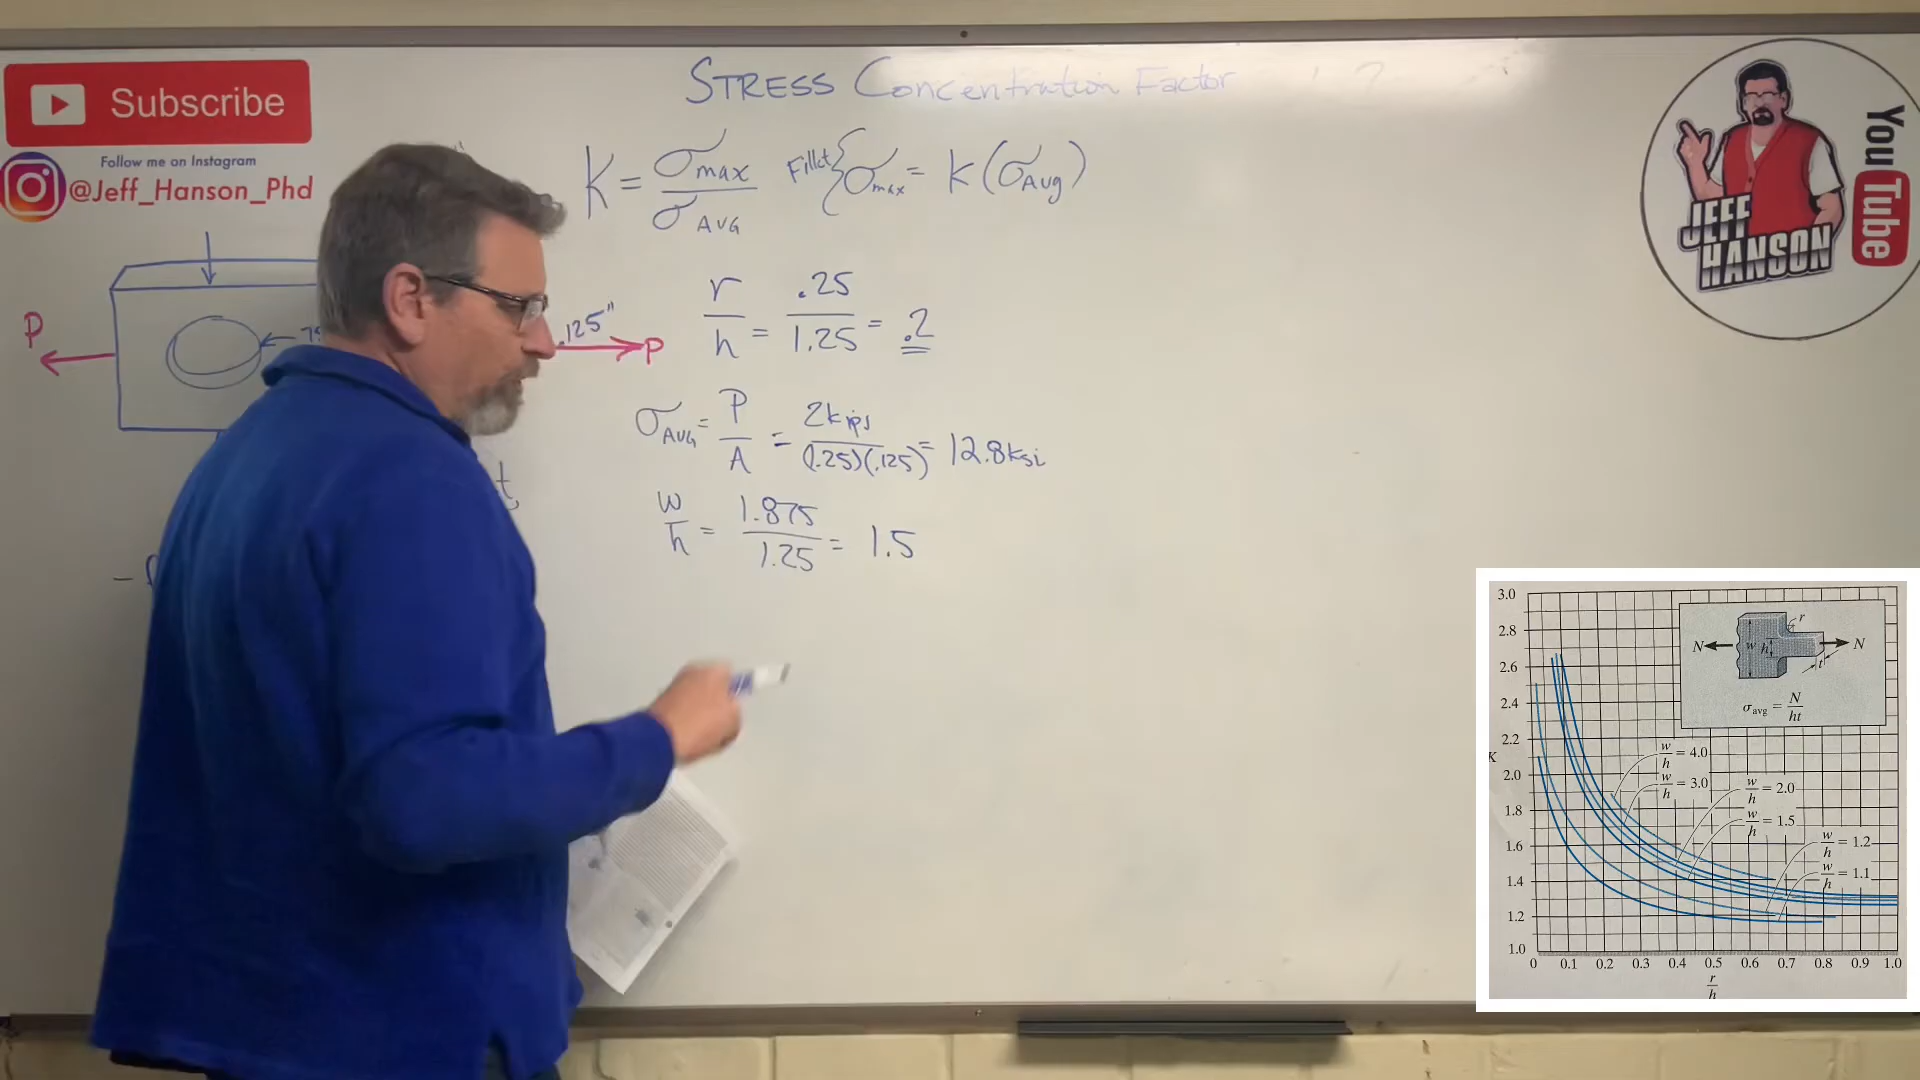 STRESS Concentration Factor
Subscribe
Follow me on Instagram
@Jeff_Hanson_Phd
K = σmax / σAVG
Fillet { σmax = K (σAvg)
r / h = .25 / 1.25 = .2
.125"
P
P
σAVG = P / A = 2kips / (1.25)(.125) = 12.8ksi
w / h = 1.875 / 1.25 = 1.5
JEFF
HANSON
YouTube
3.0
2.8
2.6
2.4
2.2
2.0
1.8
1.6
1.4
1.2
1.0
K
0 0.1 0.2 0.3 0.4 0.5 0.6 0.7 0.8 0.9 1.0
r / h
N
w
h
r
t
N
σavg = N / ht
w / h = 4.0
w / h = 3.0
w / h = 2.0
w / h = 1.5
w / h = 1.2
w / h = 1.1